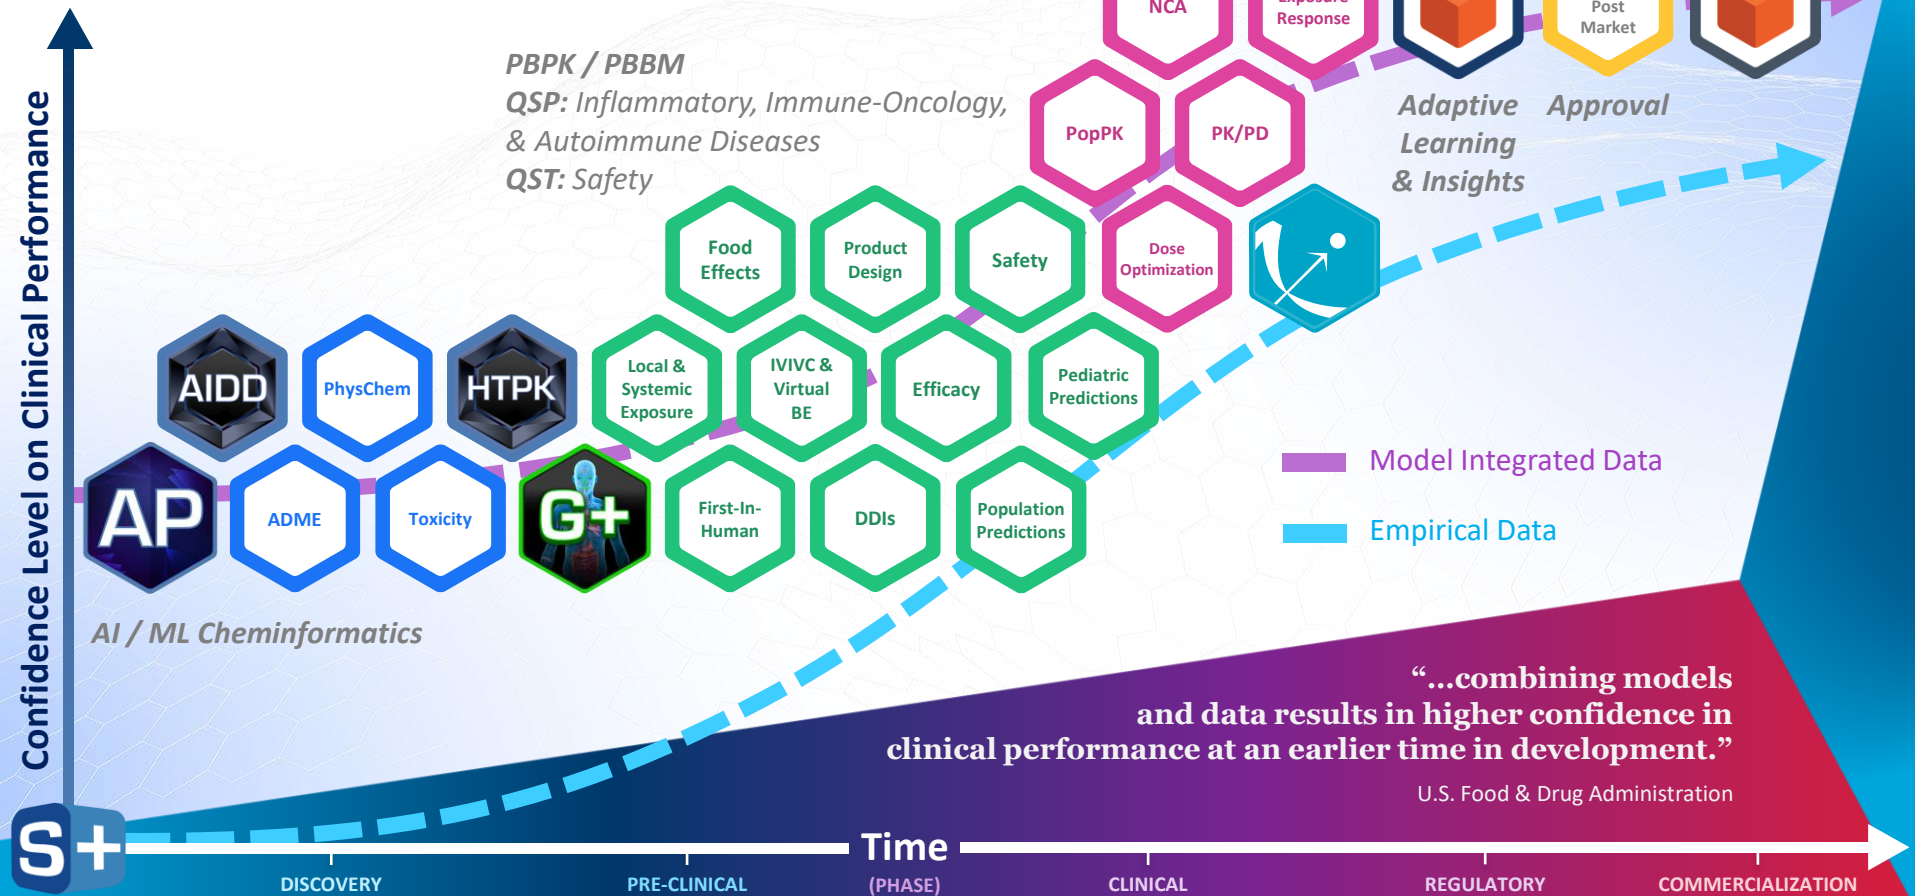 Confidence Level on Clinical Performance
NCA
Exposure
Response
Post
Market
PBPK / PBBM
QSP: Inflammatory, Immune-Oncology,
& Autoimmune Diseases
QST: Safety
PopPK
PK/PD
Adaptive
Learning
& Insights
Approval
Food
Effects
Product
Design
Safety
Dose
Optimization
AIDD
PhysChem
HTPK
Local &
Systemic
Exposure
IVIVC &
Virtual
BE
Efficacy
Pediatric
Predictions
AP
ADME
Toxicity
G+
First-In-
Human
DDIs
Population
Predictions
Model Integrated Data
Empirical Data
AI / ML Cheminformatics
“...combining models
and data results in higher confidence in
clinical performance at an earlier time in development.”
U.S. Food & Drug Administration
S+
Time
(PHASE)
DISCOVERY
PRE-CLINICAL
CLINICAL
REGULATORY
COMMERCIALIZATION